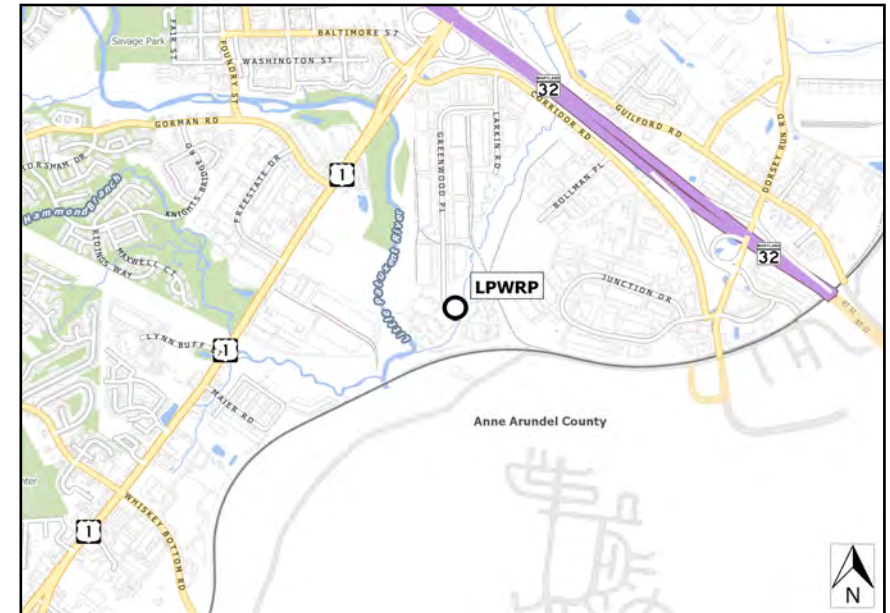 Savage Park
FAIR ST
BALTIMORE ST
FOUNDRY ST
WASHINGTON ST
GORMAN RD
MARYLAND
32
CORRIDOR RD
GUILFORD RD
LARKIN RD
GREENWOOD PL
DORSEY RUN RD
1
KNIGHTS BRIDGE RD
FREESTATE DR
BOLLMAN PL
Hammond Branch
RIDINGS WAY
MAXWELL CT
Little Patuxent River
MARYLAND
32
JUNCTION DR
LPWRP
1
MAIER RD
Anne Arundel County
WHISKEY BOTTOM RD
1
N